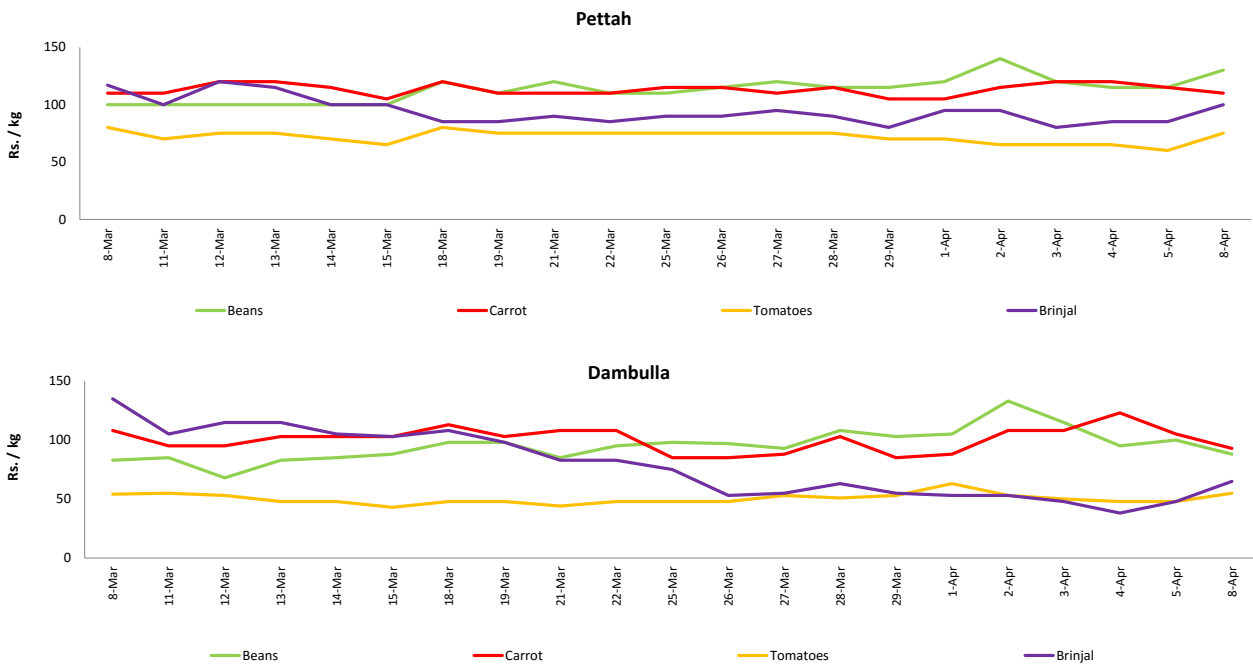 Pettah
Rs. / kg
150
100
50
0
8-Mar
11-Mar
12-Mar
13-Mar
14-Mar
15-Mar
18-Mar
19-Mar
21-Mar
22-Mar
25-Mar
26-Mar
27-Mar
28-Mar
29-Mar
1-Apr
2-Apr
3-Apr
4-Apr
5-Apr
8-Apr
Beans Carrot Tomatoes Brinjal
Dambulla
Rs. / kg
150
100
50
0
8-Mar
11-Mar
12-Mar
13-Mar
14-Mar
15-Mar
18-Mar
19-Mar
21-Mar
22-Mar
25-Mar
26-Mar
27-Mar
28-Mar
29-Mar
1-Apr
2-Apr
3-Apr
4-Apr
5-Apr
8-Apr
Beans Carrot Tomatoes Brinjal